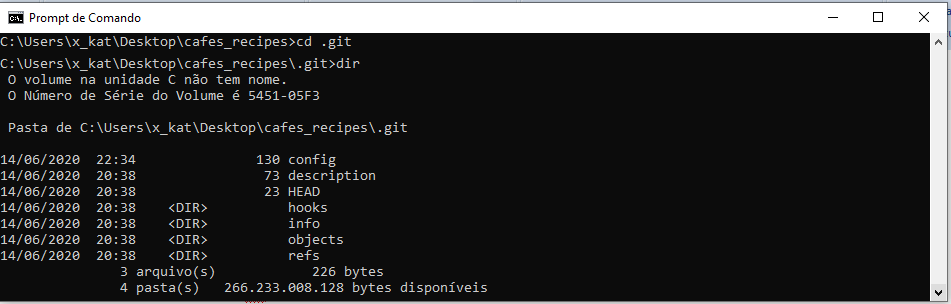 Prompt de Comando
C:\Users\x_kat\Desktop\cafes_recipes>cd .git
C:\Users\x_kat\Desktop\cafes_recipes\.git>dir
 O volume na unidade C não tem nome.
 O Número de Série do Volume é 5451-05F3
 Pasta de C:\Users\x_kat\Desktop\cafes_recipes\.git
14/06/2020  22:34               130 config
14/06/2020  20:38                73 description
14/06/2020  20:38                23 HEAD
14/06/2020  20:38    <DIR>          hooks
14/06/2020  20:38    <DIR>          info
14/06/2020  20:38    <DIR>          objects
14/06/2020  20:38    <DIR>          refs
               3 arquivo(s)            226 bytes
               4 pasta(s)   266.233.008.128 bytes disponíveis